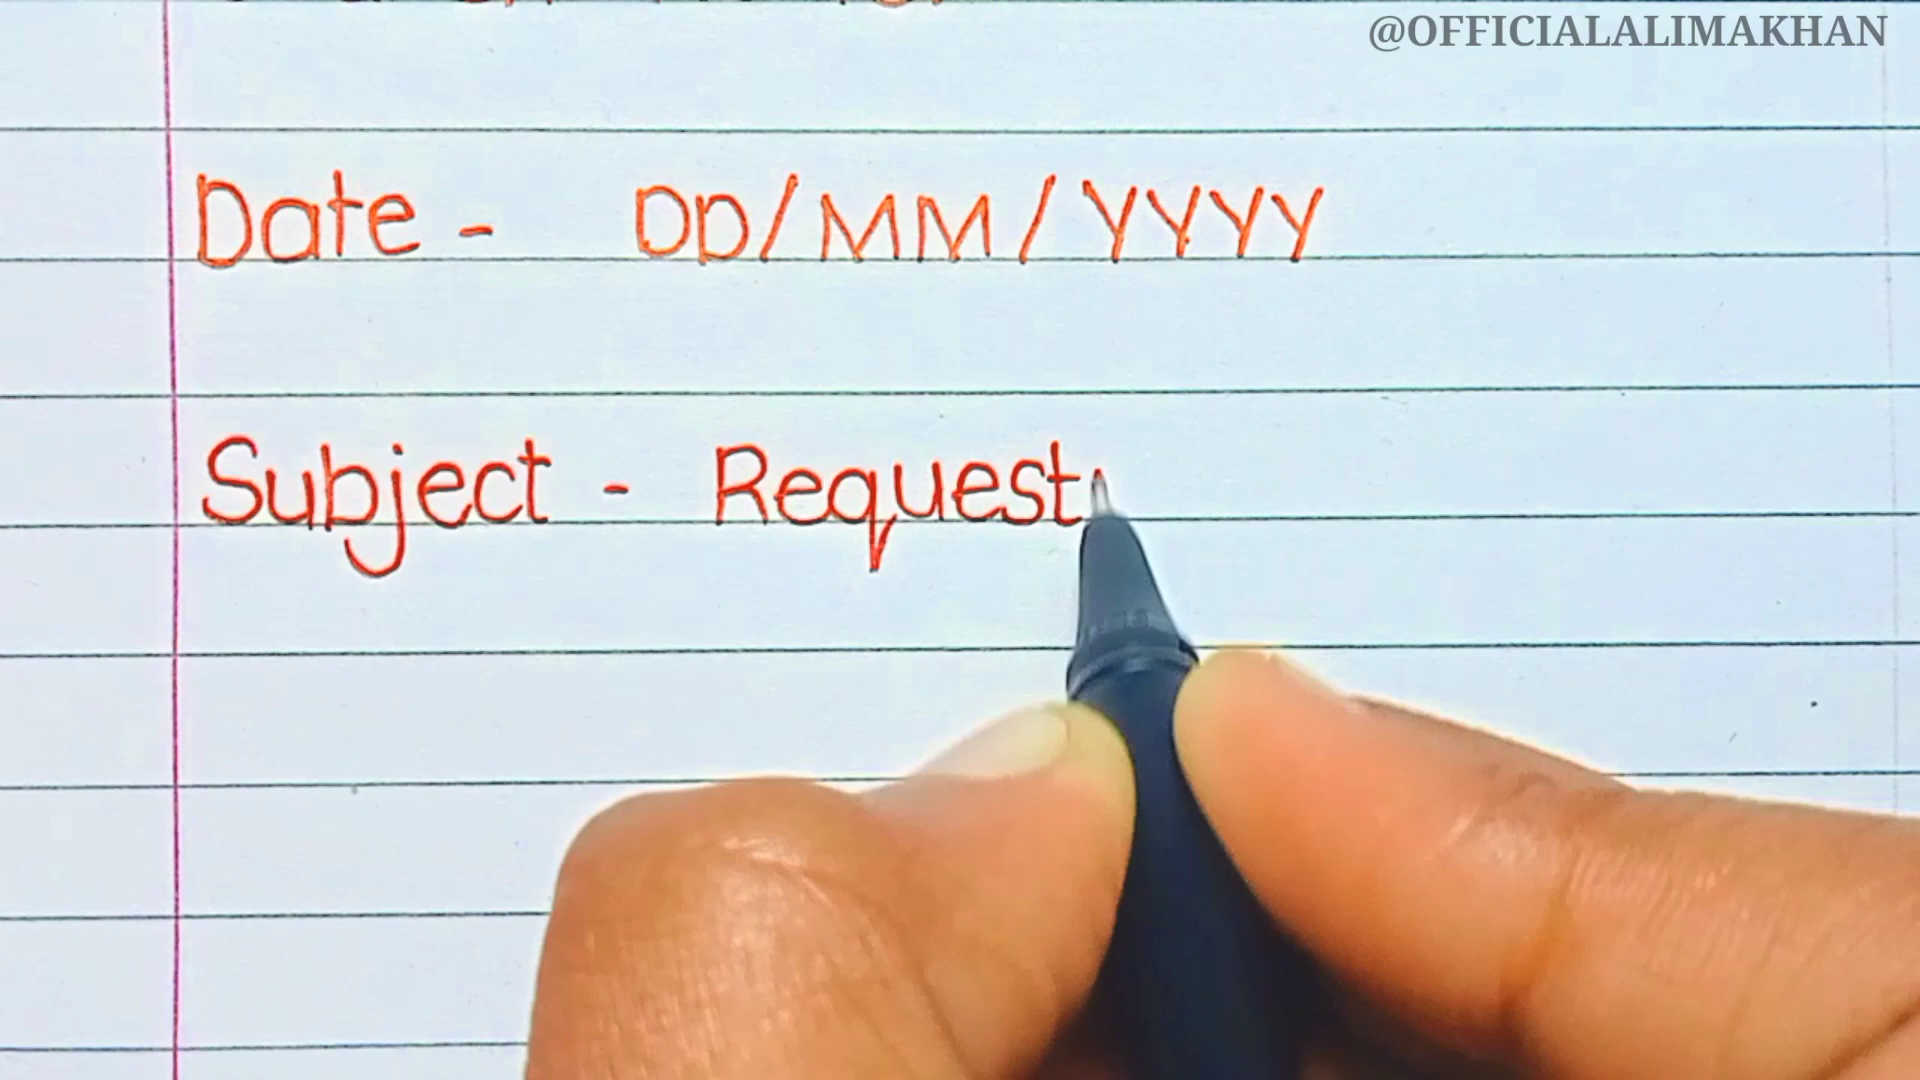 @OFFICIALALIMAKHAN
Date - DD/MM/YYYY
Subject - Request